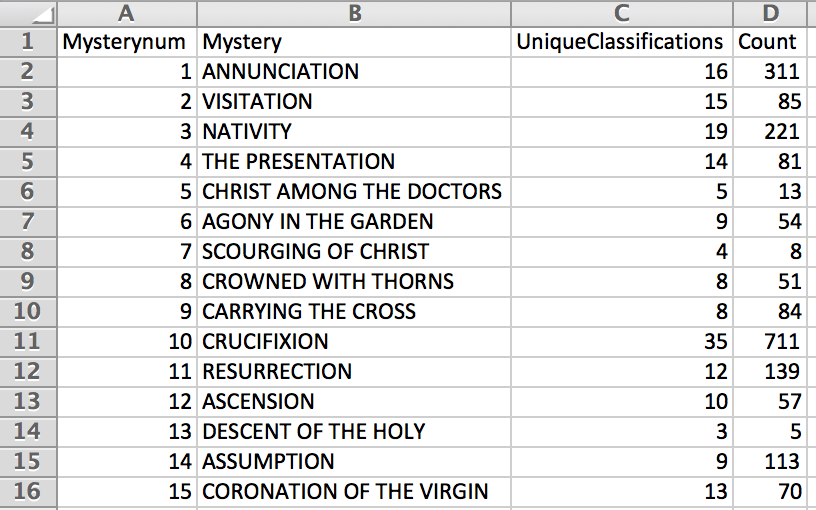 A B C D
1 Mysterynum Mystery UniqueClassifications Count
2 1 ANNUNCIATION 16 311
3 2 VISITATION 15 85
4 3 NATIVITY 19 221
5 4 THE PRESENTATION 14 81
6 5 CHRIST AMONG THE DOCTORS 5 13
7 6 AGONY IN THE GARDEN 9 54
8 7 SCOURGING OF CHRIST 4 8
9 8 CROWNED WITH THORNS 8 51
10 9 CARRYING THE CROSS 8 84
11 10 CRUCIFIXION 35 711
12 11 RESURRECTION 12 139
13 12 ASCENSION 10 57
14 13 DESCENT OF THE HOLY 3 5
15 14 ASSUMPTION 9 113
16 15 CORONATION OF THE VIRGIN 13 70